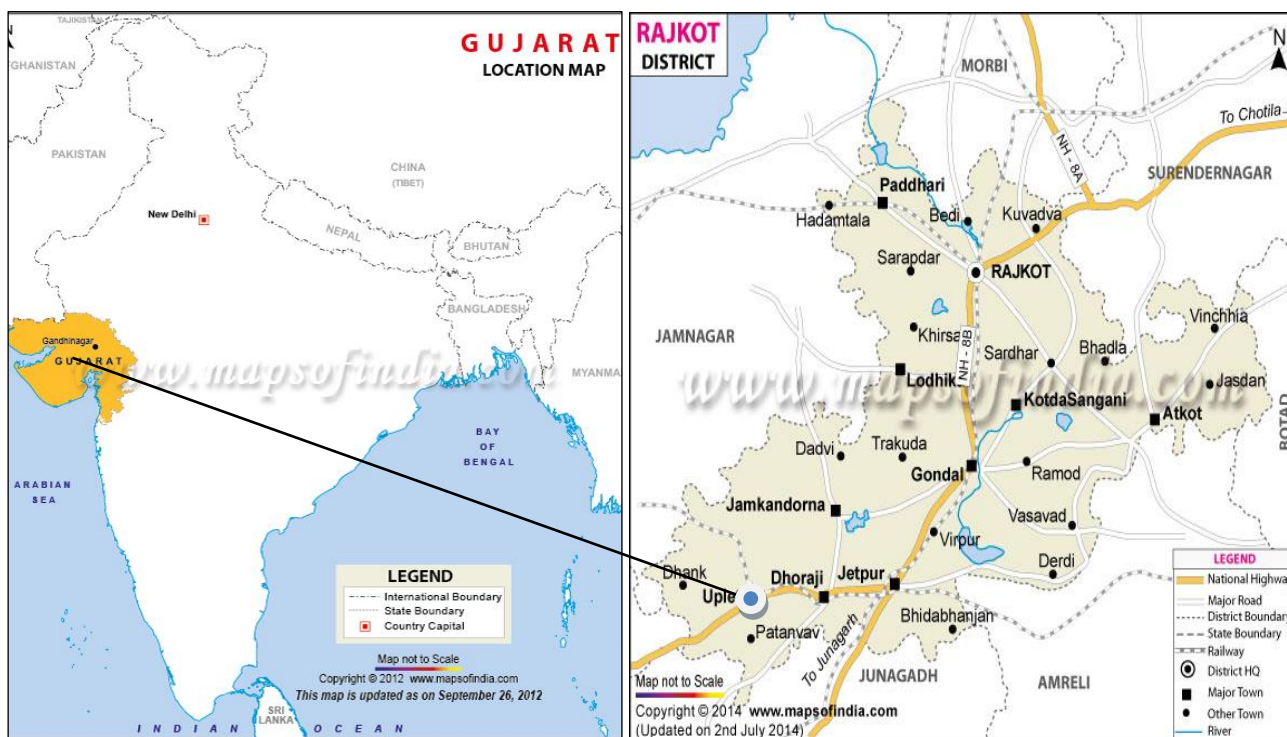 GUJARAT
LOCATION MAP
TAJIKISTAN
GHANISTAN
PAKISTAN
CHINA
(TIBET)
New Delhi
NEPAL
BHUTAN
BANGLADESH
MYANMA
Gandhinagar
GUJARAT
www.mapsofindia.com
BAY
OF
BENGAL
ARABIAN
SEA
LEGEND
International Boundary
State Boundary
Country Capital
Map not to Scale
Copyright © 2012 www.mapsofindia.com
This map is updated as on September 26, 2012
SRI
LANKA
INDIAN OCEAN
RAJKOT
DISTRICT
N
MORBI
To Chotila
NH - 8A
SURENDERNAGAR
Paddhari
Hadamtala
Bedi
Kuvadva
Sarapdar
RAJKOT
JAMNAGAR
Khirsa
NH - 8B
Sardhar
Bhadla
Vinchhia
www.mapsofindia.com
Lodhik
Jasdan
KotdaSangani
Atkot
BOTAD
Dadvi
Trakuda
Gondal
Ramod
Jamkandorna
Vasavad
Virpur
Derdi
Dhank
Dhoraji
Jetpur
Uple
Bhidabhanjan
Patanvav
To Junagarh
JUNAGADH
AMRELI
Map not to Scale
Copyright © 2014 www.mapsofindia.com
(Updated on 2nd July 2014)
LEGEND
National Highway
Major Road
District Boundary
State Boundary
Railway
District HQ
Major Town
Other Town
River